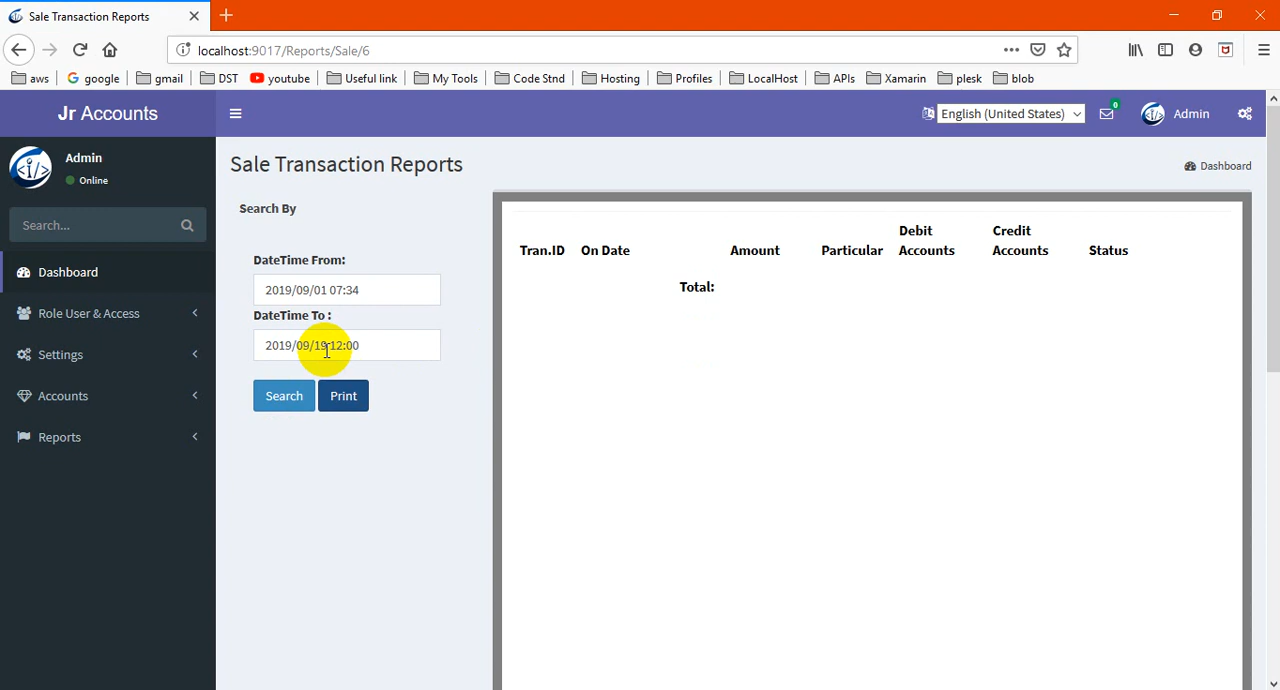 Sale Transaction Reports
localhost:9017/Reports/Sale/6
aws google gmail DST youtube Useful link My Tools Code Stnd Hosting Profiles LocalHost APIs Xamarin plesk blob
Jr Accounts
English (United States) 0 Admin
Admin
Online
Search...
Dashboard
Role User & Access
Settings
Accounts
Reports
Sale Transaction Reports
Dashboard
Search By
DateTime From:
2019/09/01 07:34
DateTime To :
2019/09/19 12:00
Search Print
Tran.ID On Date Amount Particular Debit Accounts Credit Accounts Status
Total: